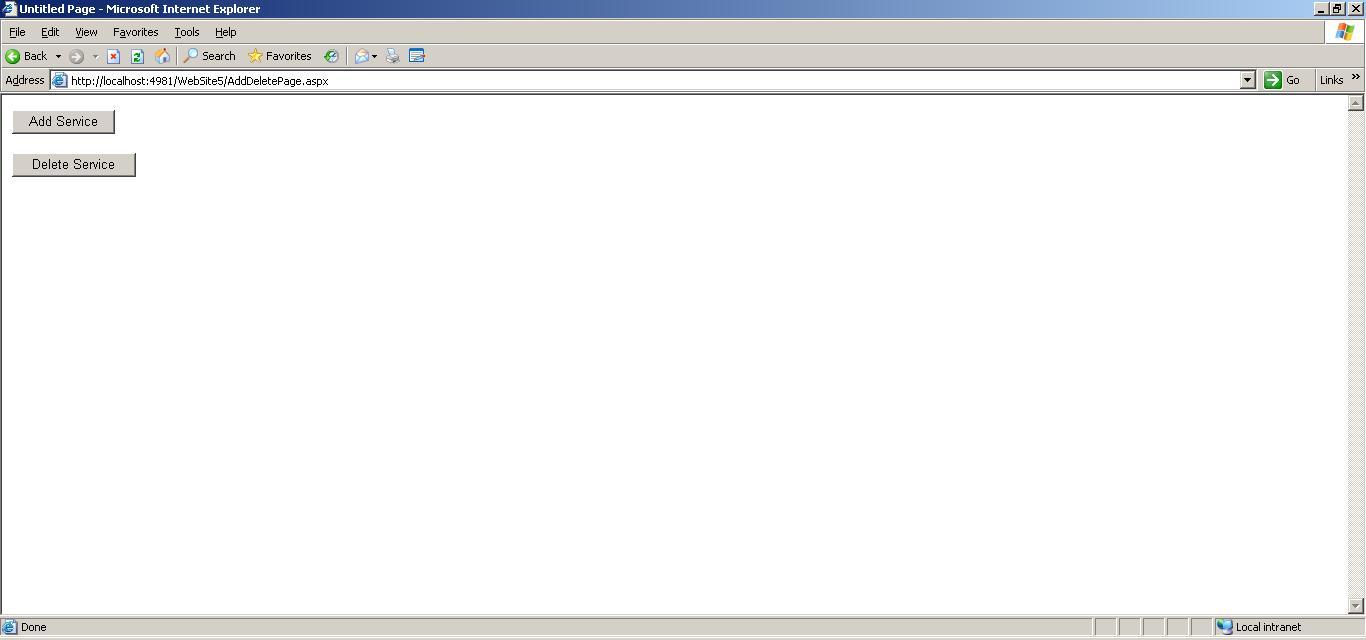 Untitled Page - Microsoft Internet Explorer
File Edit View Favorites Tools Help
Back Search Favorites
Address http://localhost:4981/WebSite5/AddDeletePage.aspx Go Links »
Add Service
Delete Service
Done Local intranet